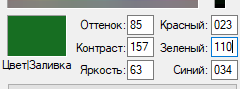 Оттенок: 85 Красный: 023
Контраст: 157 Зеленый: 110
Цвет|Заливка
Яркость: 63 Синий: 034